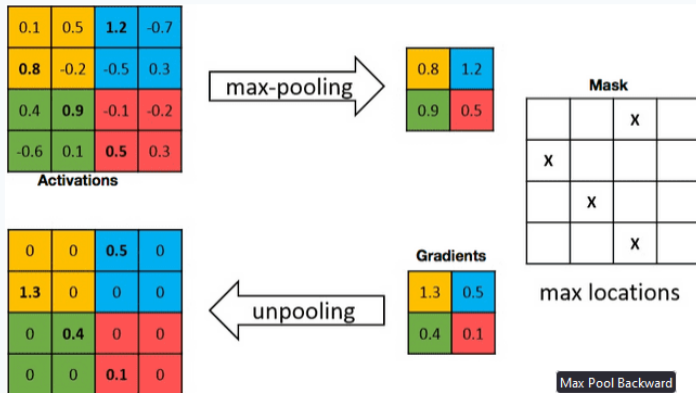 0.1 0.5 1.2 -0.7
0.8 -0.2 -0.5 0.3
0.4 0.9 -0.1 -0.2
-0.6 0.1 0.5 0.3
Activations
max-pooling
0.8 1.2
0.9 0.5
Mask
X
X
X
X
max locations
0 0 0.5 0
1.3 0 0 0
0 0.4 0 0
0 0 0.1 0
unpooling
Gradients
1.3 0.5
0.4 0.1
Max Pool Backward